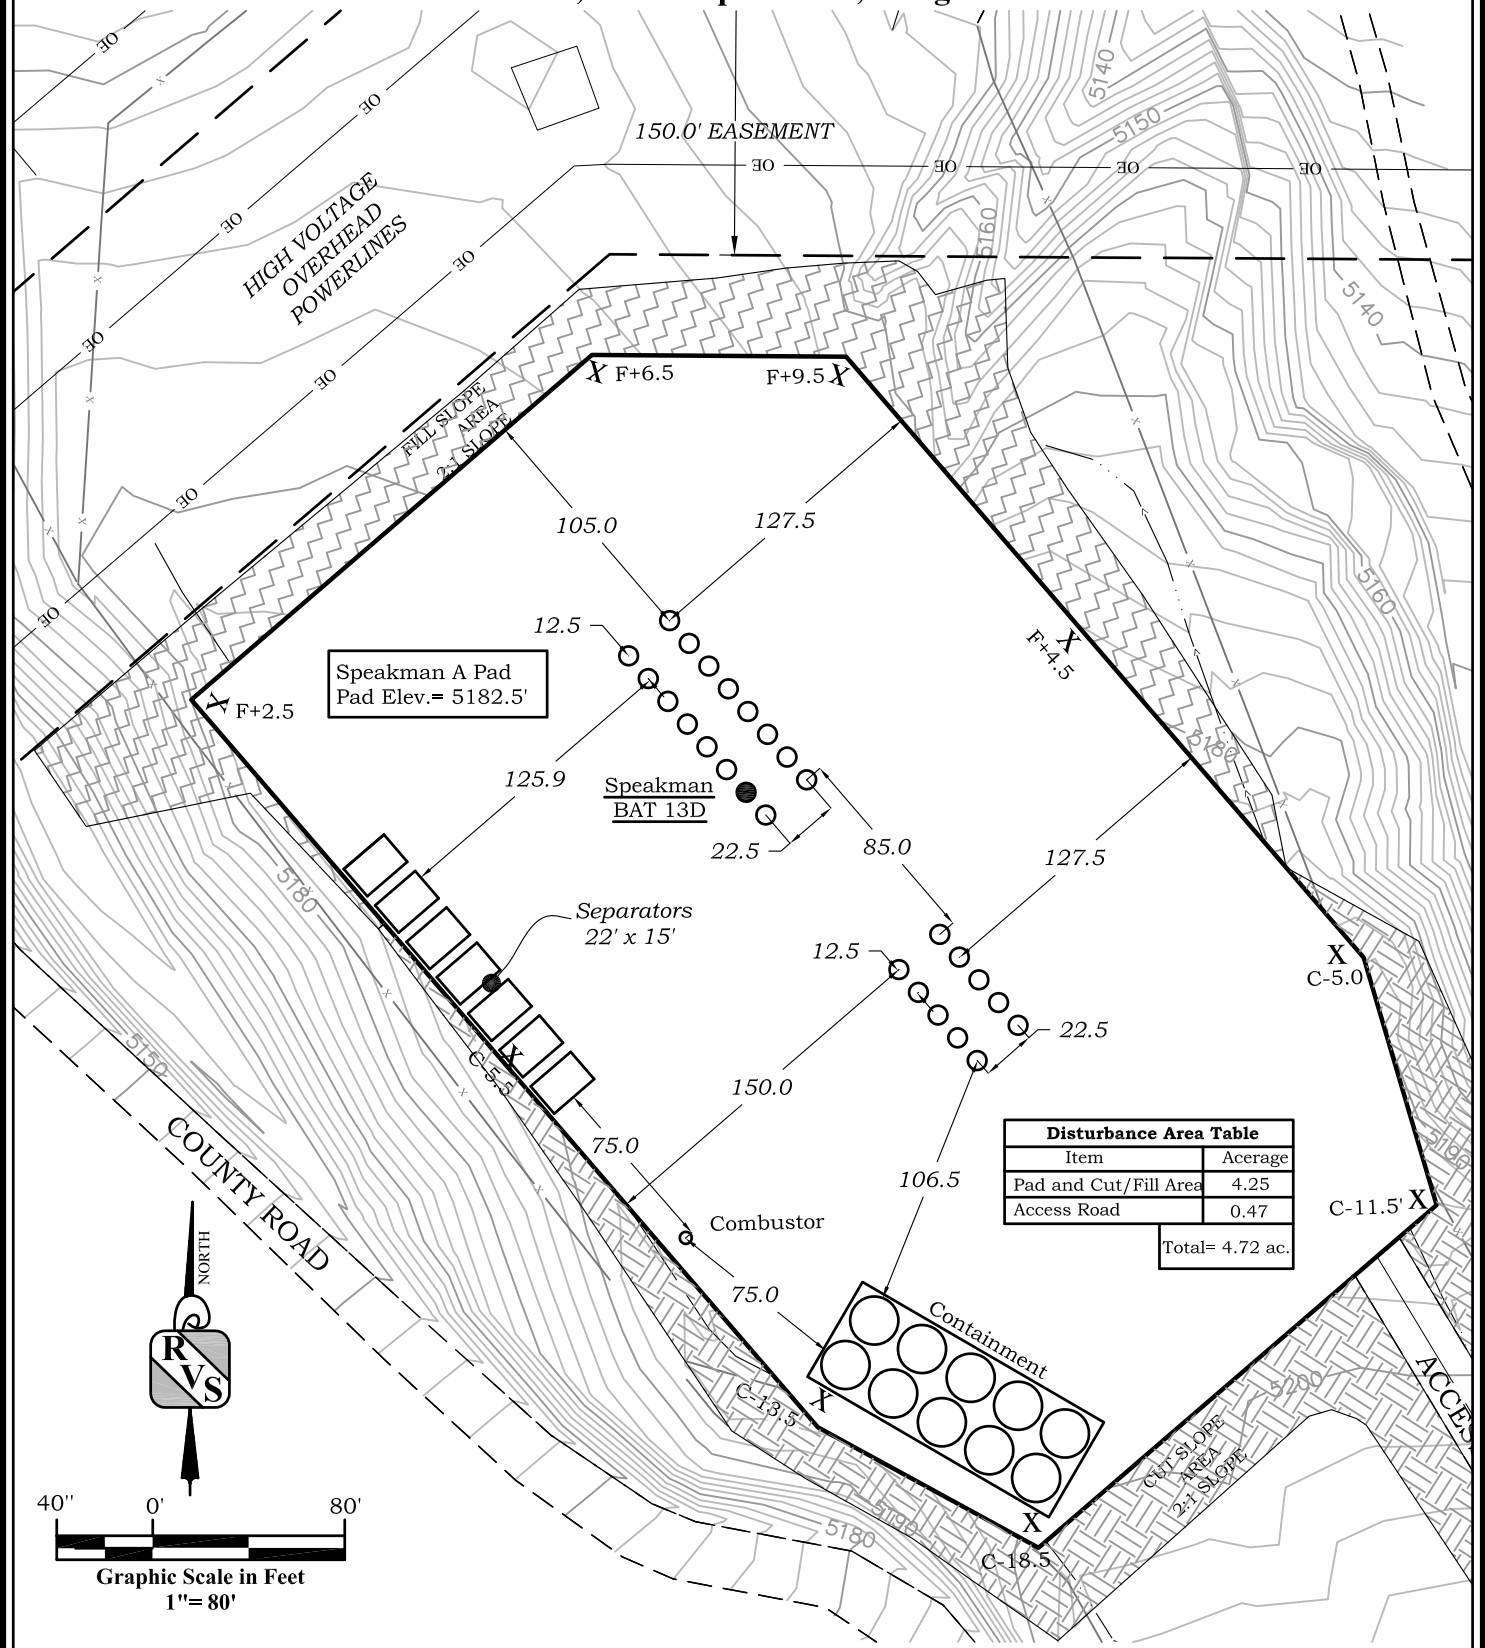 OE
5140
5150
150.0' EASEMENT
OE
OE
OE
OE
OE
OE
HIGH VOLTAGE
OVERHEAD
POWERLINES
5160
OE
OE
5140
OE
OE
X F+6.5
F+9.5 X
FILL SLOPE
AREA
2:1 SLOPE
OE
105.0
127.5
5160
OE
12.5
X
F+4.5
Speakman A Pad
Pad Elev.= 5182.5'
X F+2.5
5180
125.9
Speakman
BAT 13D
22.5
85.0
127.5
5180
Separators
22' x 15'
12.5
X
C-5.0
5150
X
C-5.5
22.5
150.0
COUNTY ROAD
75.0
106.5
Disturbance Area Table
Item Acerage
Pad and Cut/Fill Area 4.25
Access Road 0.47
Total= 4.72 ac.
5190
C-11.5' X
Combustor
NORTH
75.0
Containment
R
V
S
X
C-13.5
5200
CUT SLOPE
AREA
2:1 SLOPE
5190
5180
X
C-18.5
40" 0' 80'
Graphic Scale in Feet
1"= 80'